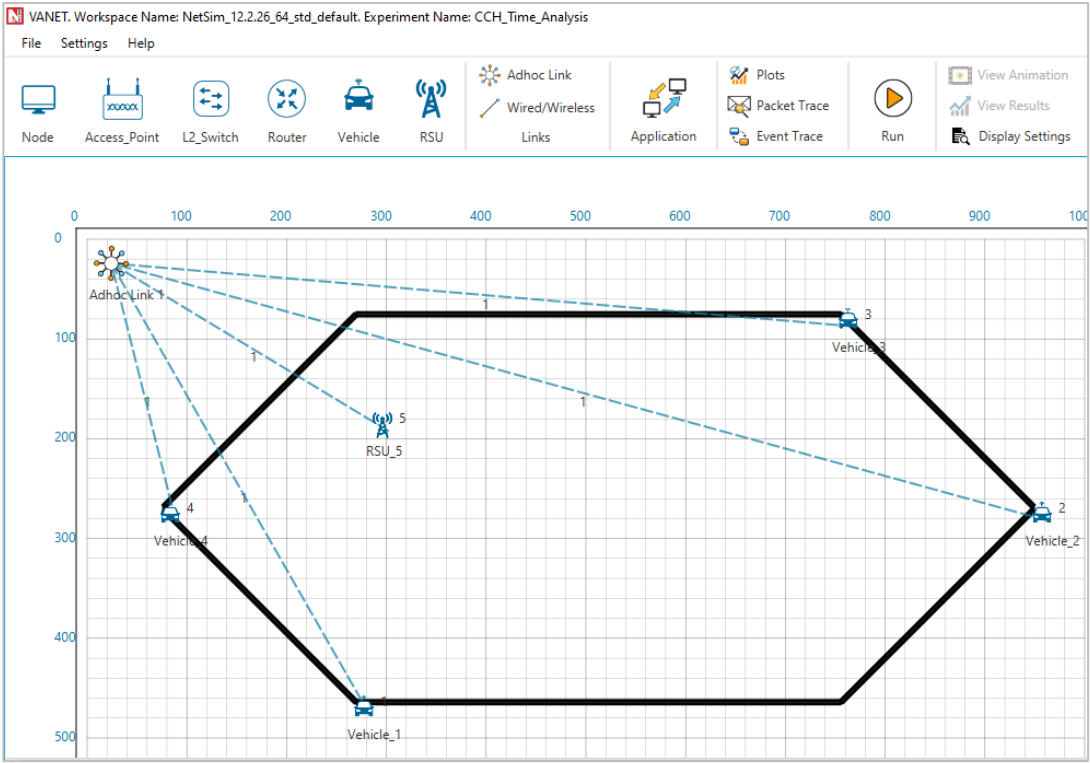 VANET. Workspace Name: NetSim_12.2.26_64_std_default. Experiment Name: CCH_Time_Analysis
File Settings Help
Node
Access_Point
L2_Switch
Router
Vehicle
RSU
Adhoc Link
Wired/Wireless
Links
Application
Plots
Packet Trace
Event Trace
Run
View Animation
View Results
Display Settings
0 100 200 300 400 500 600 700 800 900 100
0
Adhoc Link 1
1
3
100
Vehicle_3
1
1
1
5
200
RSU_5
1
4
2
300
Vehicle_4
Vehicle_2
400
1
Vehicle_1
500